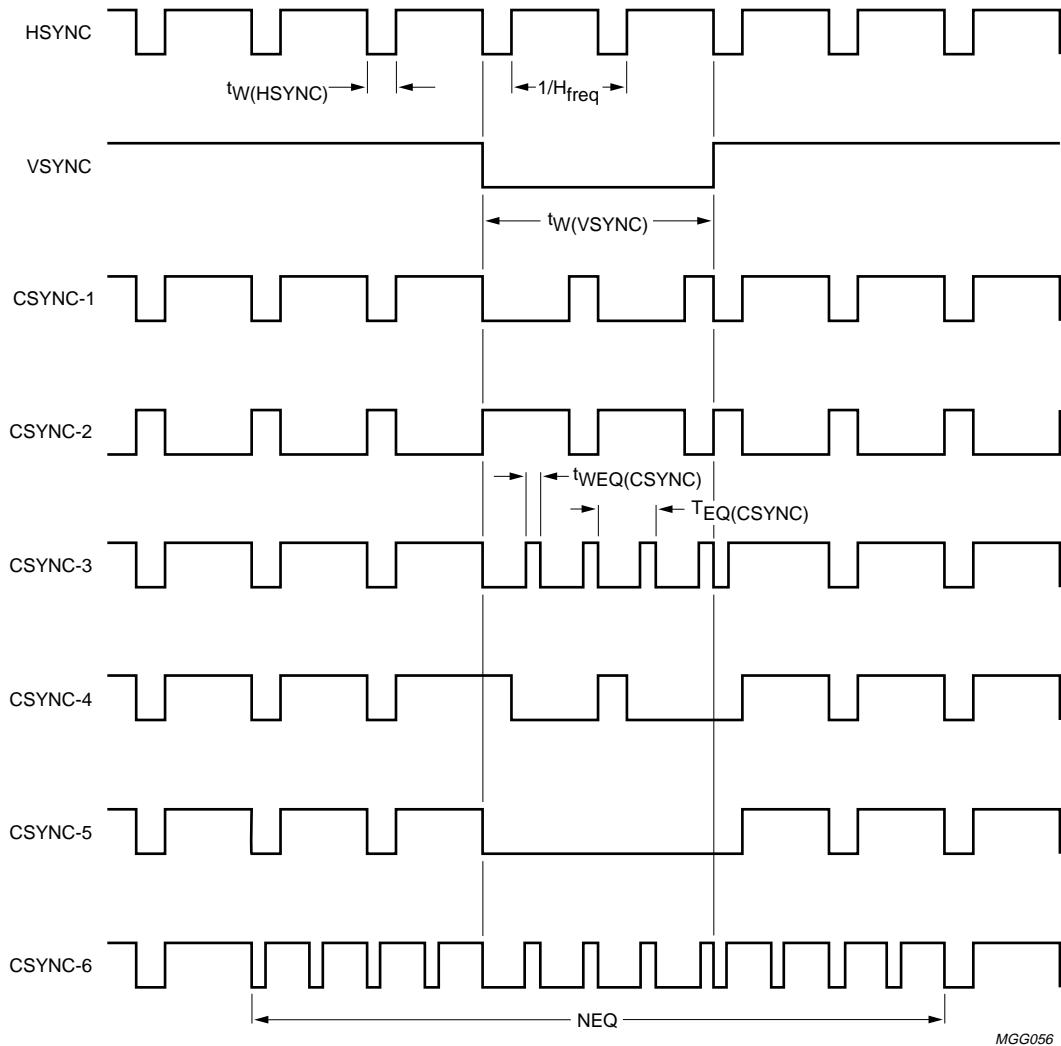 HSYNC
tW(HSYNC)
1/Hfreq
VSYNC
tW(VSYNC)
CSYNC-1
CSYNC-2
tWEQ(CSYNC)
TEQ(CSYNC)
CSYNC-3
CSYNC-4
CSYNC-5
CSYNC-6
NEQ
MGG056